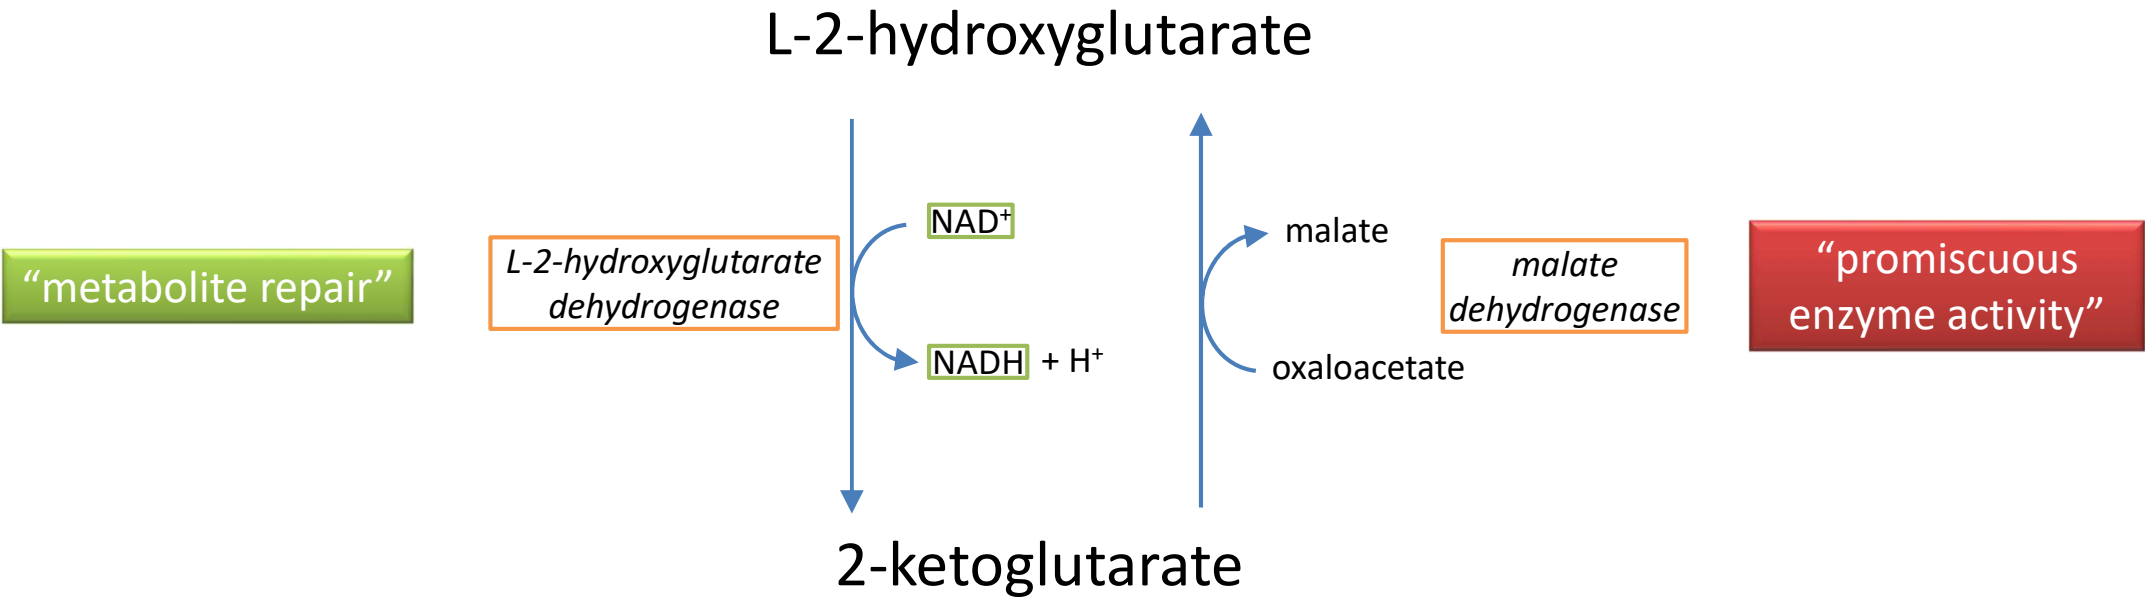 L-2-hydroxyglutarate
“metabolite repair”
L-2-hydroxyglutarate
dehydrogenase
NAD⁺
NADH + H⁺
malate
oxaloacetate
malate
dehydrogenase
“promiscuous
enzyme activity”
2-ketoglutarate